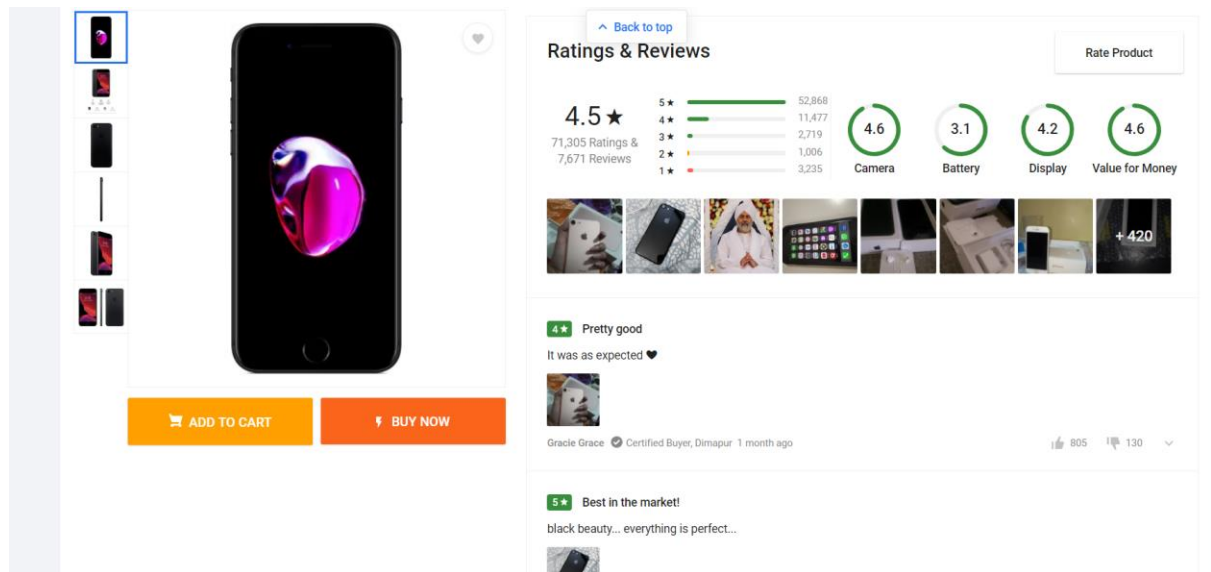 Back to top
Ratings & Reviews
Rate Product
4.5★
71,305 Ratings &
7,671 Reviews
5★ 52,868
4★ 11,477
3★ 2,719
2★ 1,006
1★ 3,235
4.6
Camera
3.1
Battery
4.2
Display
4.6
Value for Money
+ 420
4★ Pretty good
It was as expected 🖤
Gracie Grace Certified Buyer, Dimapur 1 month ago
805 130
ADD TO CART
BUY NOW
5★ Best in the market!
black beauty... everything is perfect...